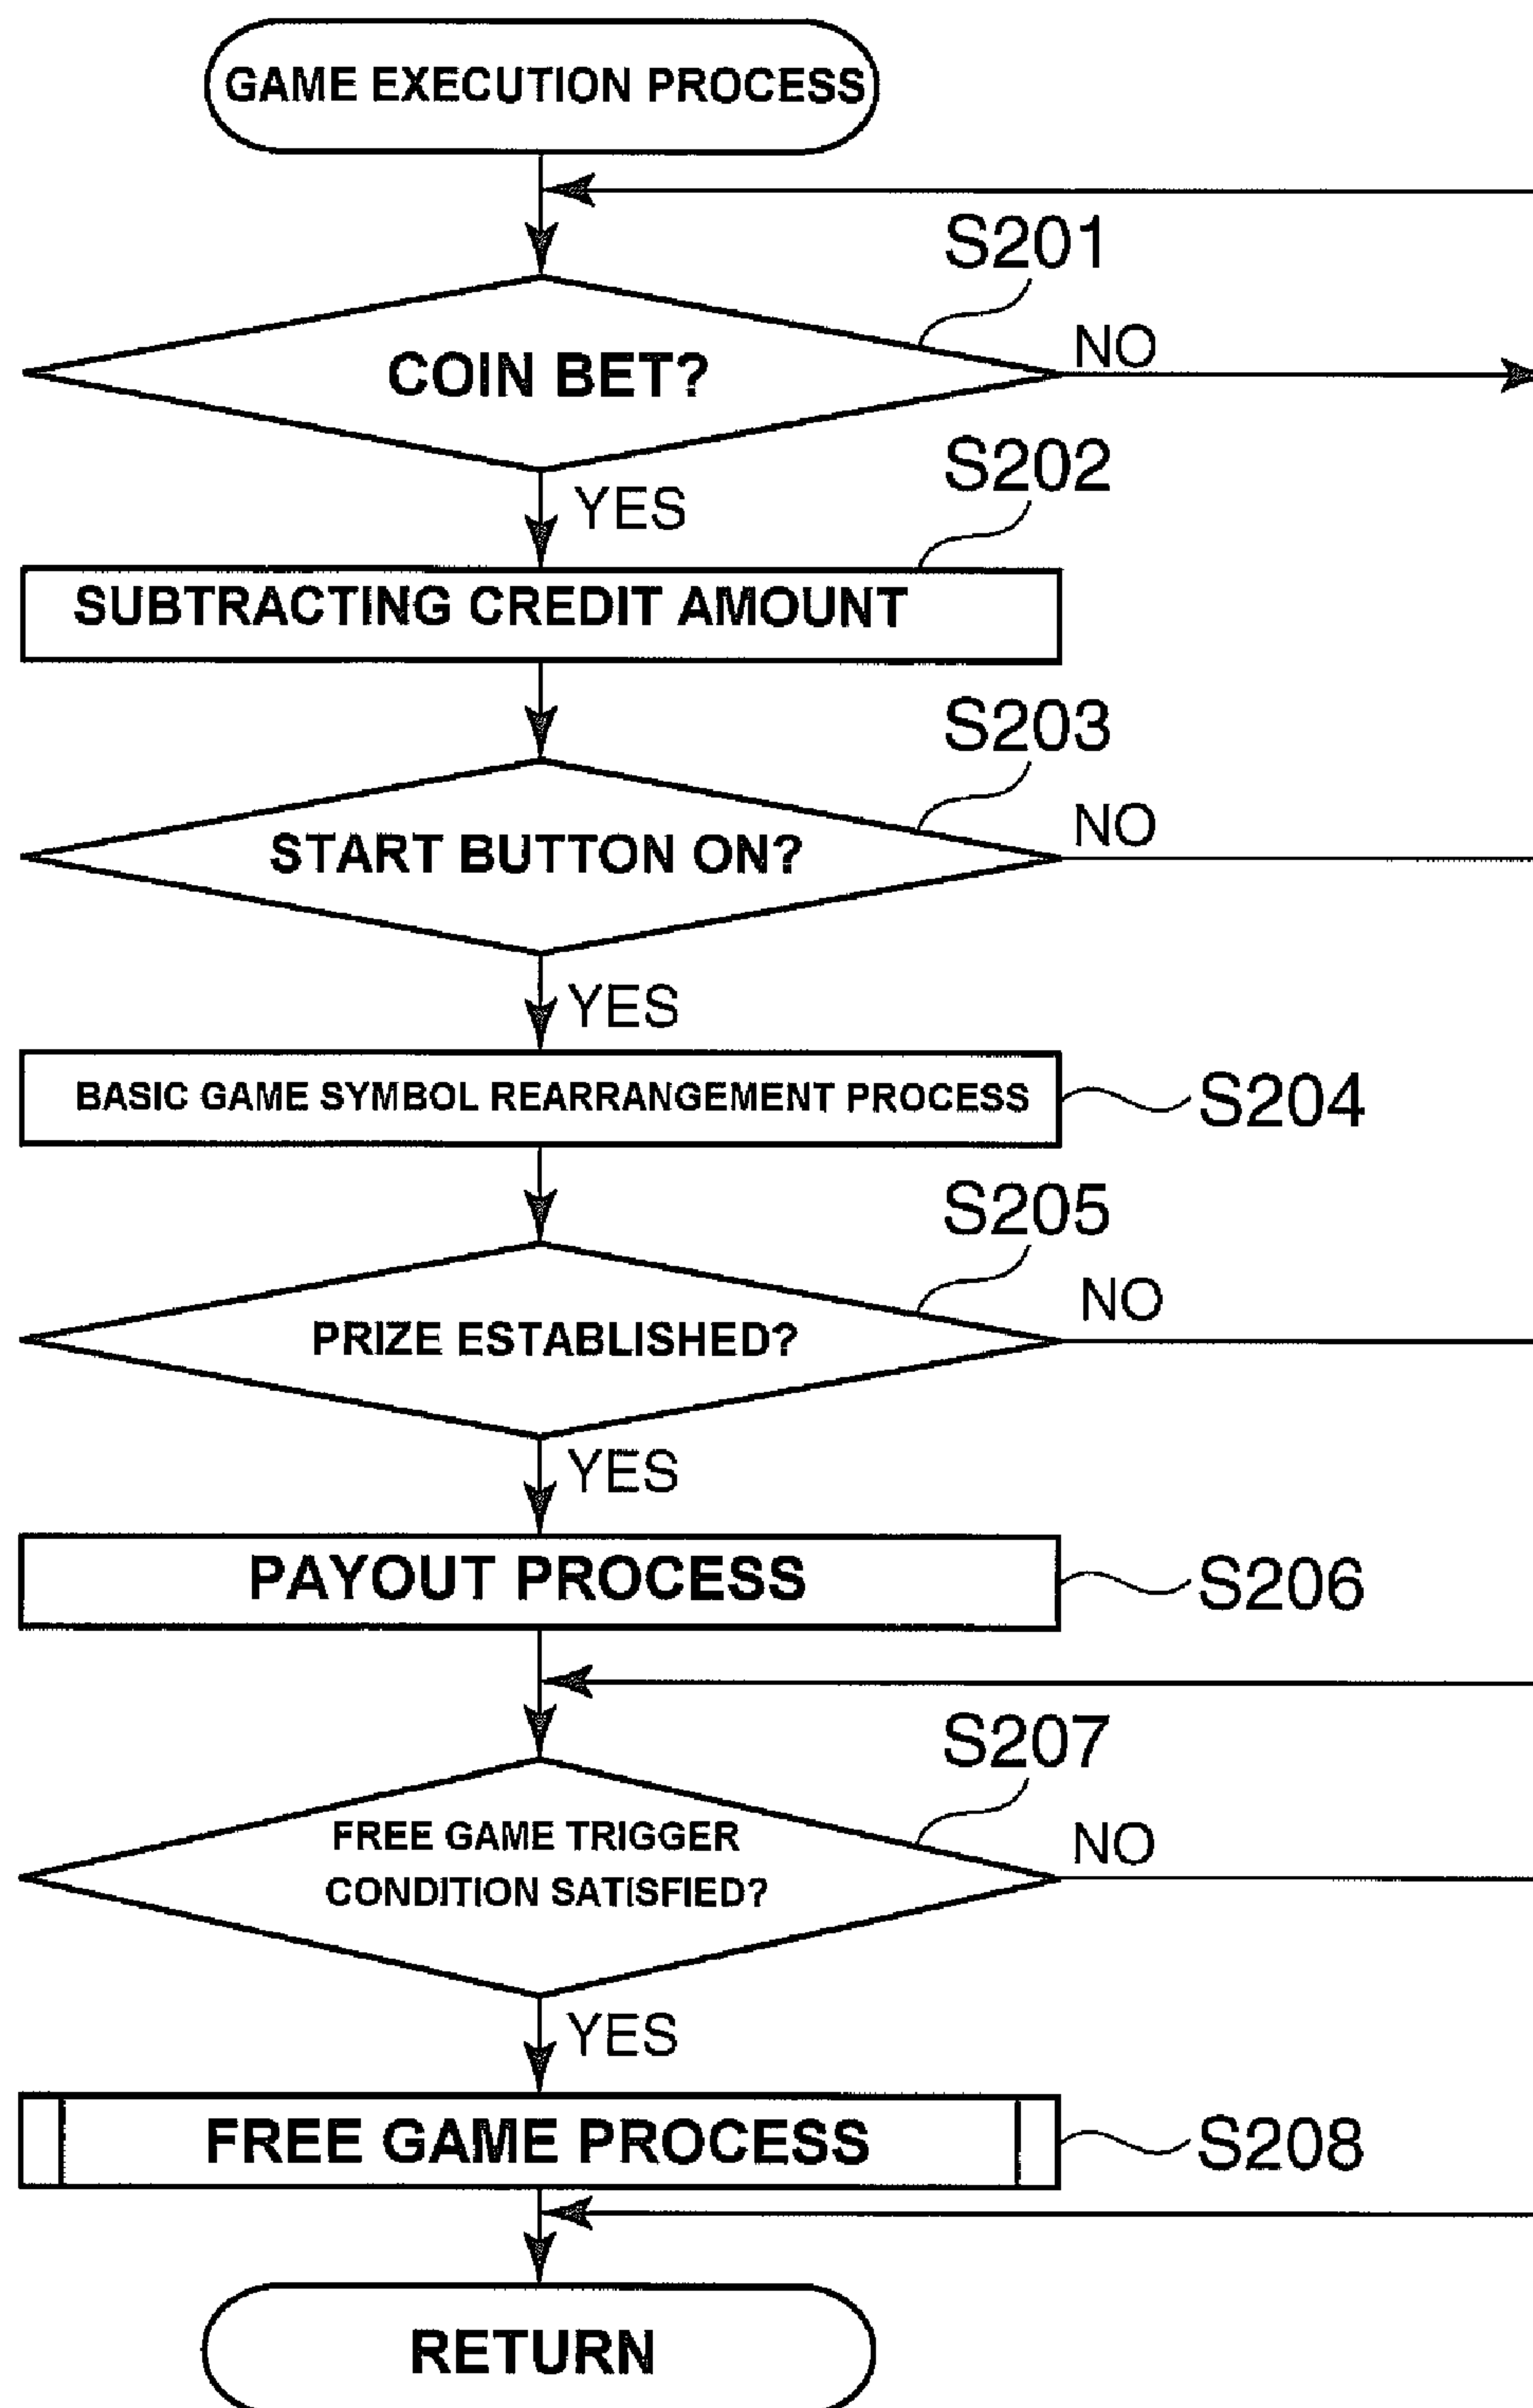 GAME EXECUTION PROCESS
S201
COIN BET?
NO
YES
S202
SUBTRACTING CREDIT AMOUNT
S203
START BUTTON ON?
NO
YES
BASIC GAME SYMBOL REARRANGEMENT PROCESS
S204
S205
PRIZE ESTABLISHED?
NO
YES
PAYOUT PROCESS
S206
S207
FREE GAME TRIGGER
CONDITION SATISFIED?
NO
YES
FREE GAME PROCESS
S208
RETURN